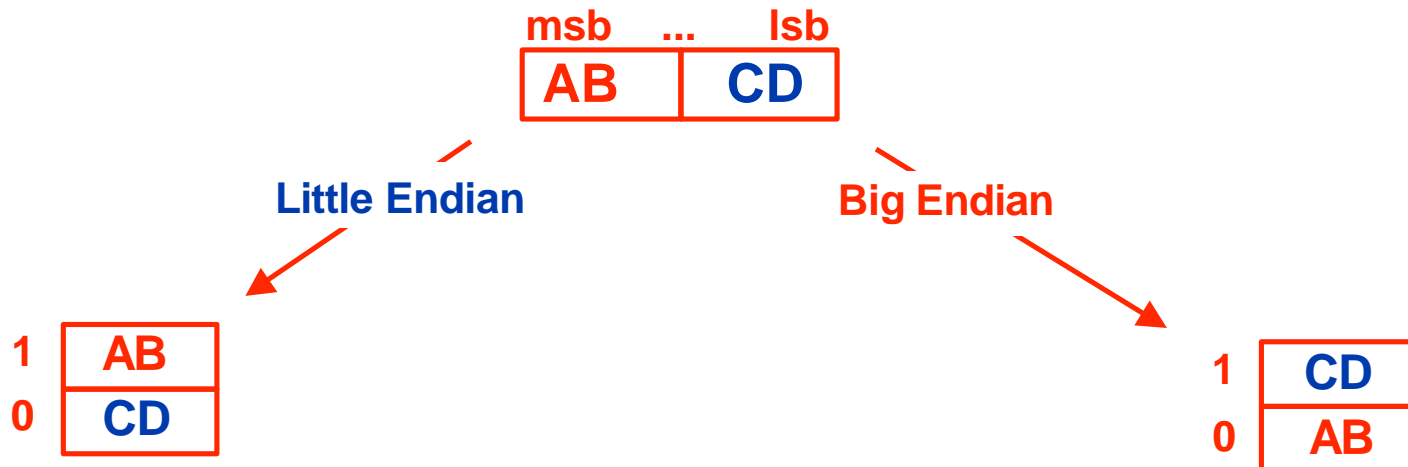 msb ... lsb
AB CD
Little Endian
Big Endian
1 AB
0 CD
1 CD
0 AB